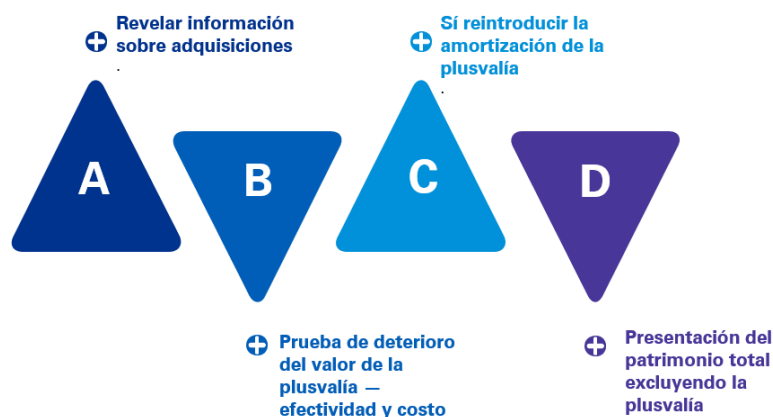 Revelar información
sobre adquisiciones
.
Sí reintroducir la
amortización de la
plusvalía
.
A
B
C
D
Prueba de deterioro
del valor de la
plusvalía —
efectividad y costo
Presentación del
patrimonio total
excluyendo la
plusvalía